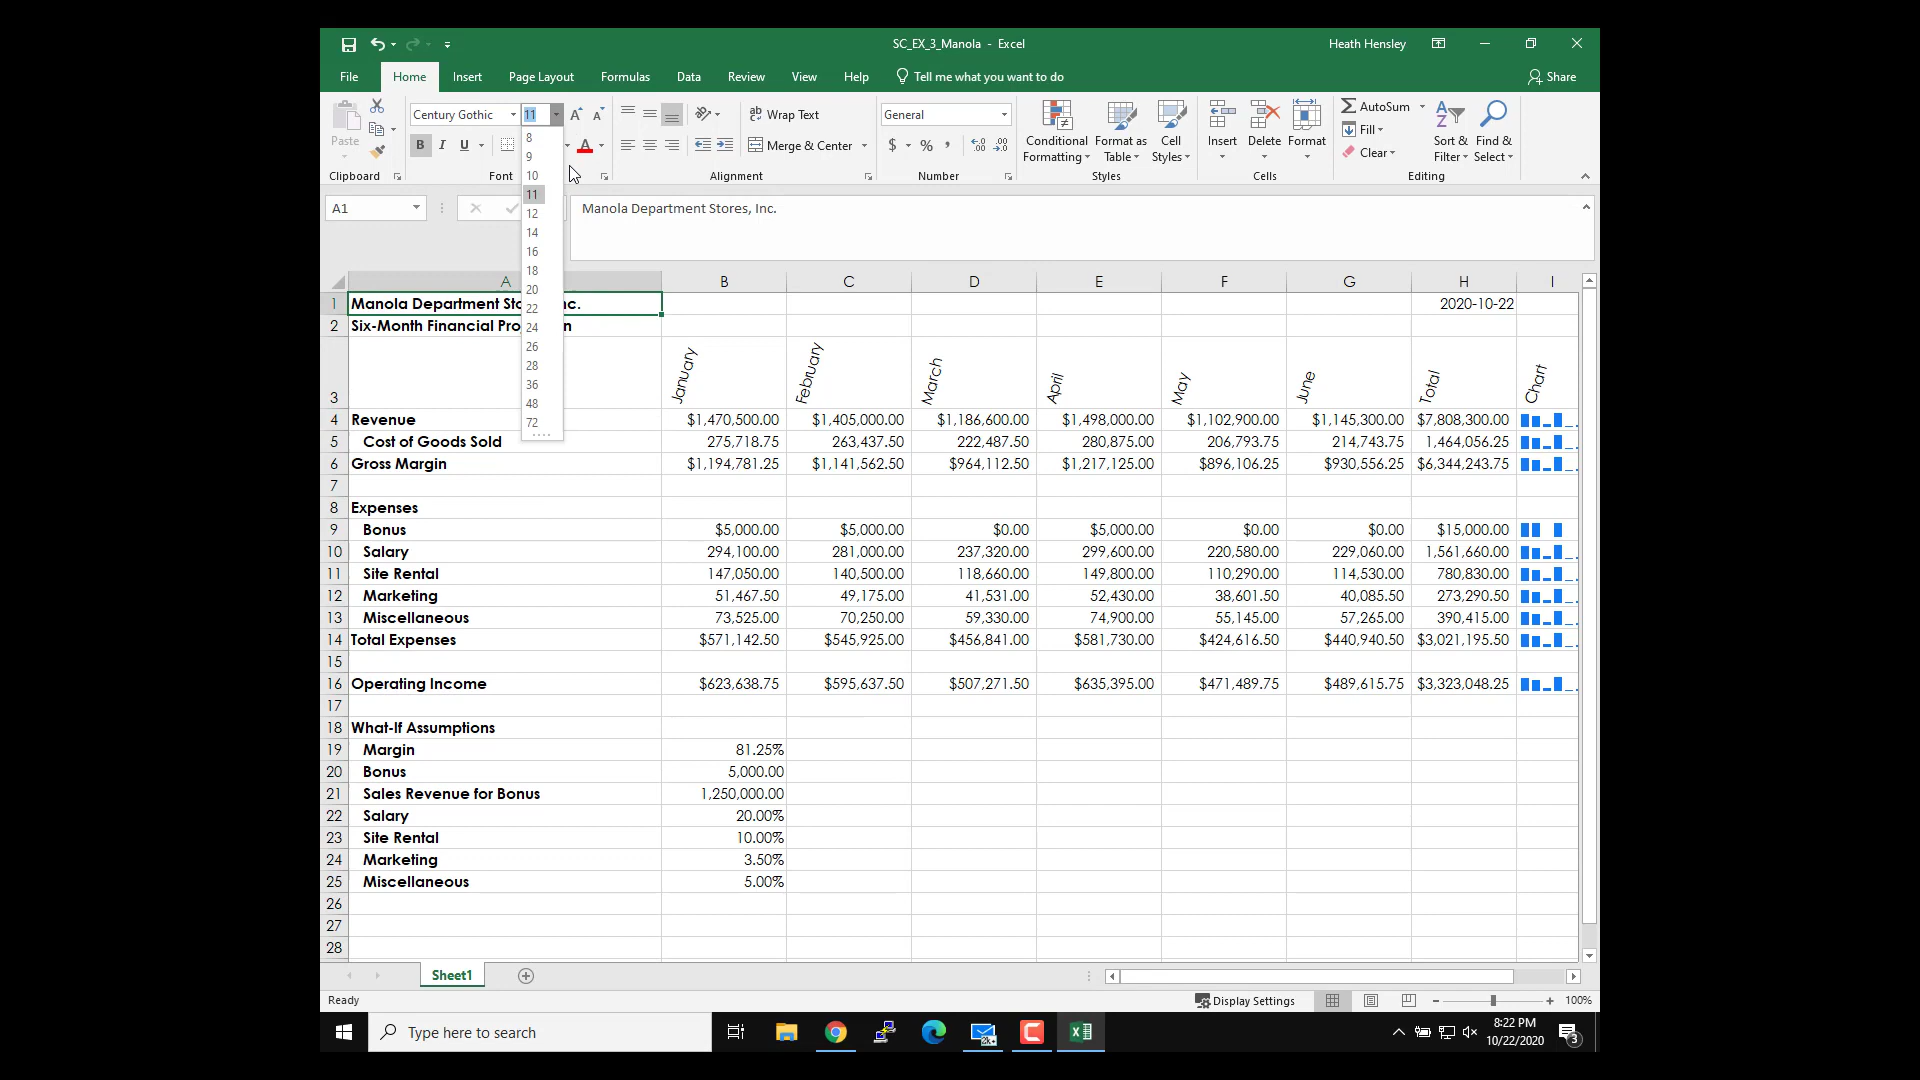 SC_EX_3_Manola - Excel
Heath Hensley
File Home Insert Page Layout Formulas Data Review View Help Tell me what you want to do Share
Paste
Clipboard
Century Gothic 11
B I U A
Font
8
9
10
11
12
14
16
18
20
22
24
26
28
36
48
72
ab Wrap Text
Merge & Center
Alignment
General
$ % ,
Number
Conditional Formatting
Format as Table
Cell Styles
Styles
Insert
Delete
Format
Cells
AutoSum
Fill
Clear
Sort & Filter
Find & Select
Editing
A1
Manola Department Stores, Inc.
A B C D E F G H I
1 Manola Department Sto nc. 2020-10-22
2 Six-Month Financial Pro n
3 January February March April May June Total Chart
4 Revenue $1,470,500.00 $1,405,000.00 $1,186,600.00 $1,498,000.00 $1,102,900.00 $1,145,300.00 $7,808,300.00
5 Cost of Goods Sold 275,718.75 263,437.50 222,487.50 280,875.00 206,793.75 214,743.75 1,464,056.25
6 Gross Margin $1,194,781.25 $1,141,562.50 $964,112.50 $1,217,125.00 $896,106.25 $930,556.25 $6,344,243.75
7
8 Expenses
9 Bonus $5,000.00 $5,000.00 $0.00 $5,000.00 $0.00 $0.00 $15,000.00
10 Salary 294,100.00 281,000.00 237,320.00 299,600.00 220,580.00 229,060.00 1,561,660.00
11 Site Rental 147,050.00 140,500.00 118,660.00 149,800.00 110,290.00 114,530.00 780,830.00
12 Marketing 51,467.50 49,175.00 41,531.00 52,430.00 38,601.50 40,085.50 273,290.50
13 Miscellaneous 73,525.00 70,250.00 59,330.00 74,900.00 55,145.00 57,265.00 390,415.00
14 Total Expenses $571,142.50 $545,925.00 $456,841.00 $581,730.00 $424,616.50 $440,940.50 $3,021,195.50
15
16 Operating Income $623,638.75 $595,637.50 $507,271.50 $635,395.00 $471,489.75 $489,615.75 $3,323,048.25
17
18 What-If Assumptions
19 Margin 81.25%
20 Bonus 5,000.00
21 Sales Revenue for Bonus 1,250,000.00
22 Salary 20.00%
23 Site Rental 10.00%
24 Marketing 3.50%
25 Miscellaneous 5.00%
26
27
28
Sheet1
Ready
Display Settings
100%
Type here to search
8:22 PM
10/22/2020
3